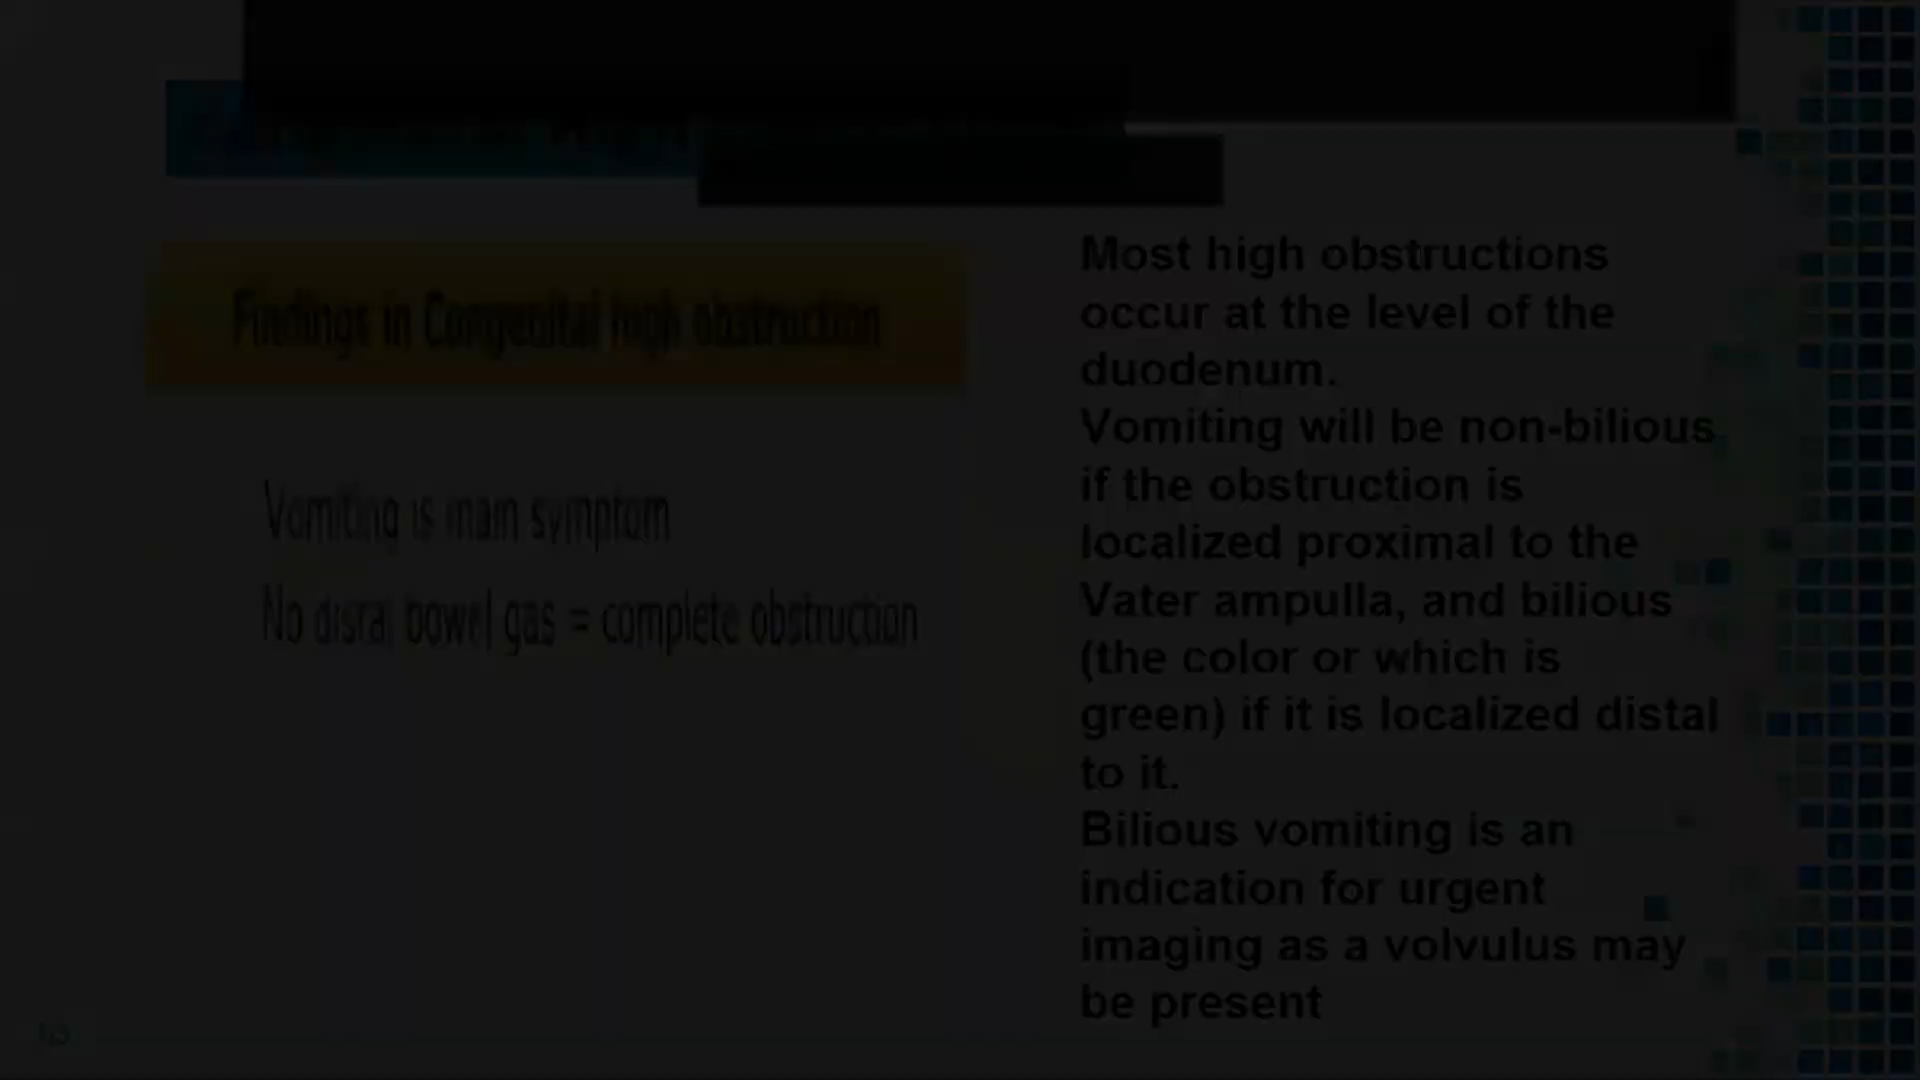 Findings in Congenital high obstruction
Vomiting is main symptom
No distal bowel gas = complete obstruction
Most high obstructions
occur at the level of the
duodenum.
Vomiting will be non-bilious
if the obstruction is
localized proximal to the
Vater ampulla, and bilious
(the color or which is
green) if it is localized distal
to it.
Bilious vomiting is an
indication for urgent
imaging as a volvulus may
be present